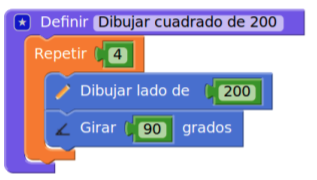 Definir Dibujar cuadrado de 200
Repetir 4
Dibujar lado de 200
Girar 90 grados